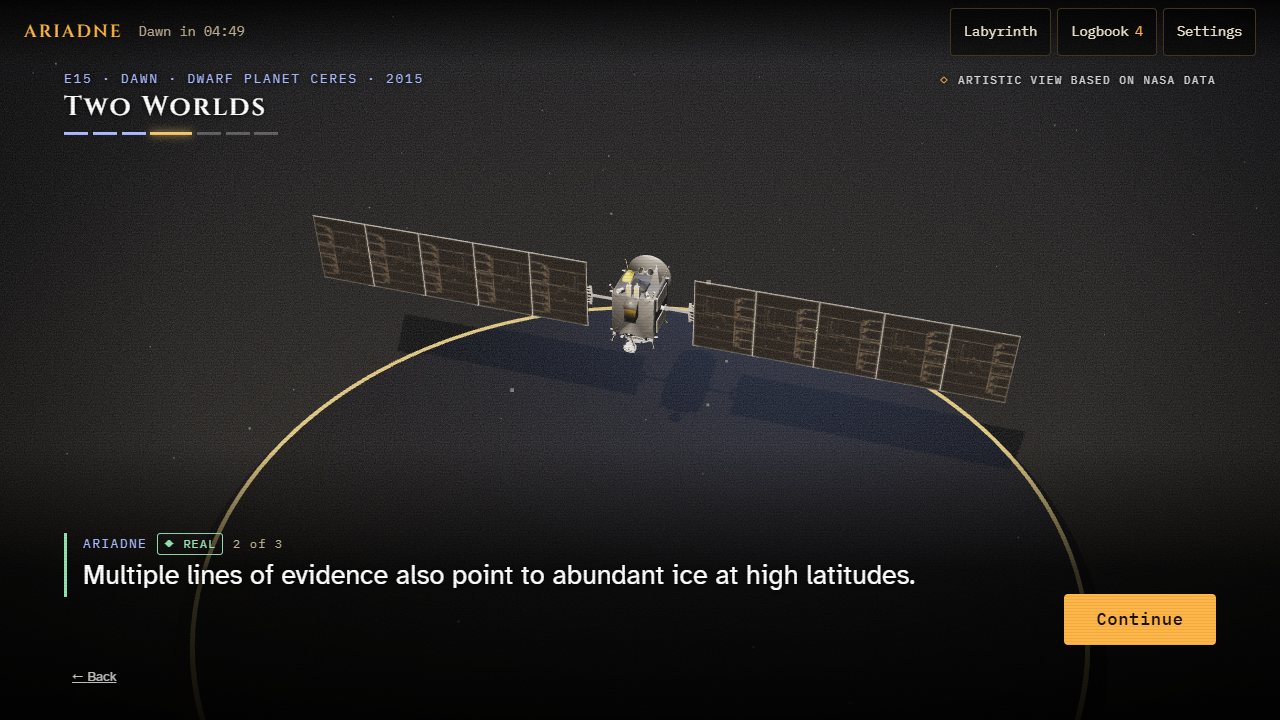 ARIADNE Dawn in 04:49 Labyrinth Logbook 4 Settings
E15 · DAWN · DWARF PLANET CERES · 2015
◇ ARTISTIC VIEW BASED ON NASA DATA
Two Worlds
ARIADNE ◆ REAL 2 of 3
Multiple lines of evidence also point to abundant ice at high latitudes.
Continue
← Back